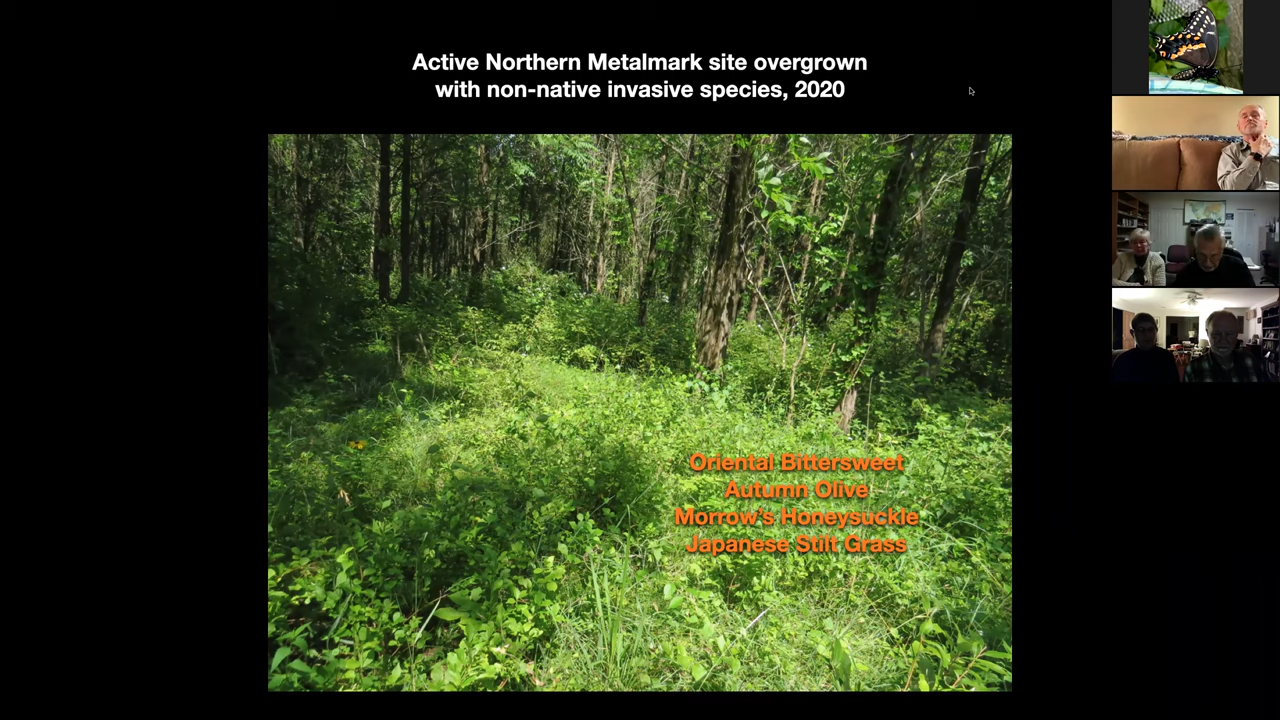 Active Northern Metalmark site overgrown
with non-native invasive species, 2020
Oriental Bittersweet
Autumn Olive
Morrow's Honeysuckle
Japanese Stilt Grass